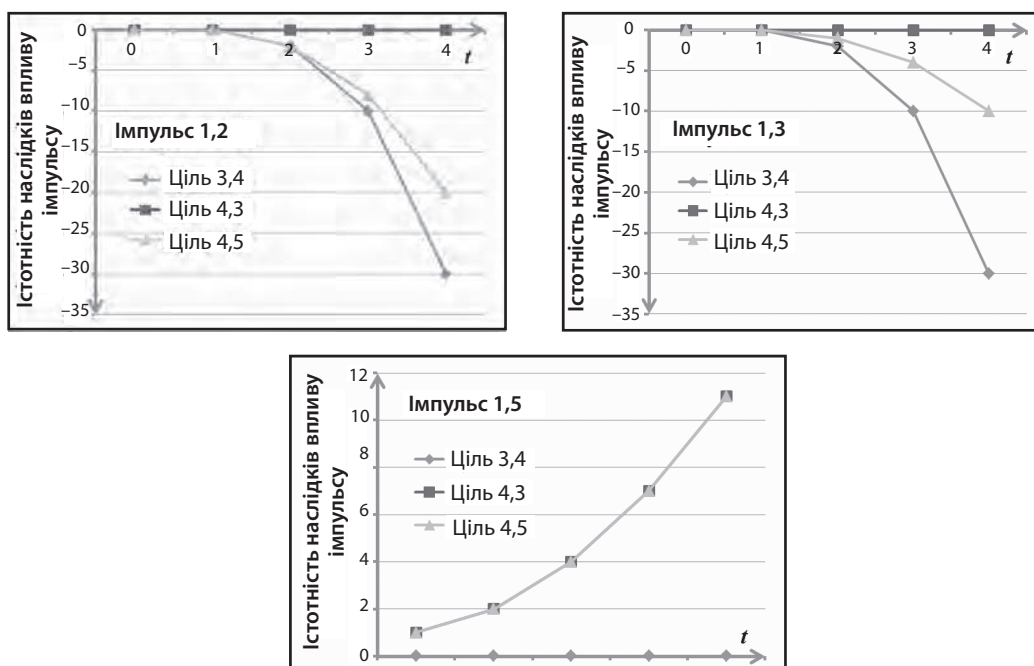 Істотність наслідків впливу
імпульсу
0
–5
–10
–15
–20
–25
–30
–35
0 1 2 3 4 t
Імпульс 1,2
Ціль 3,4
Ціль 4,3
Ціль 4,5
Істотність наслідків впливу
імпульсу
0
–5
–10
–15
–20
–25
–30
–35
0 1 2 3 4 t
Імпульс 1,3
Ціль 3,4
Ціль 4,3
Ціль 4,5
Істотність наслідків впливу
імпульсу
12
10
8
6
4
2
0
Імпульс 1,5
Ціль 3,4
Ціль 4,3
Ціль 4,5
t